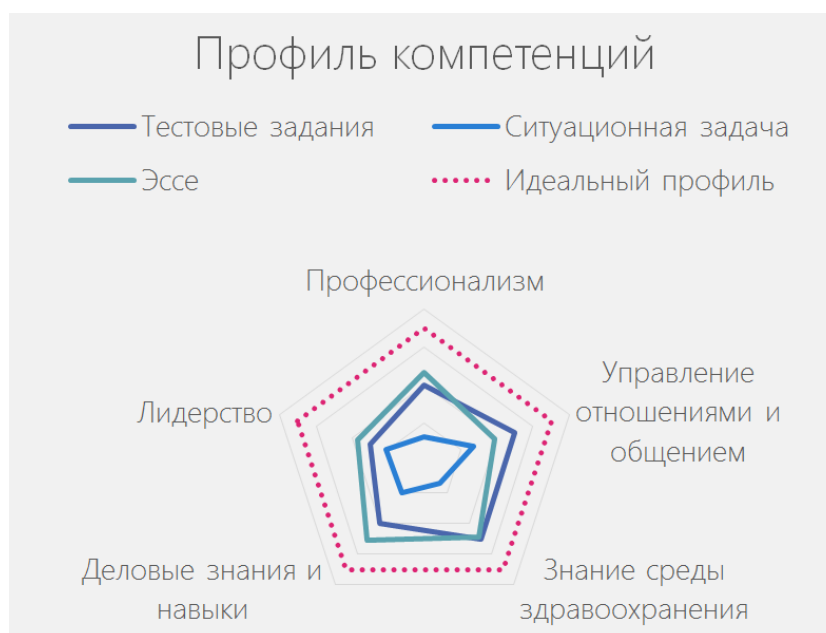 Профиль компетенций
Тестовые задания
Ситуационная задача
Эссе
Идеальный профиль
Профессионализм
Управление
отношениями и
общением
Лидерство
Деловые знания и
навыки
Знание среды
здравоохранения